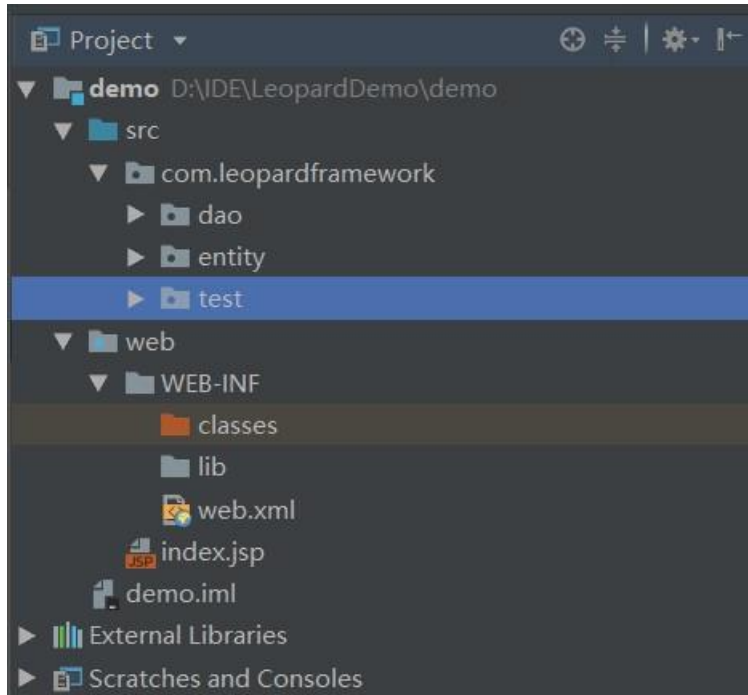 Project
demo D:\IDE\LeopardDemo\demo
src
com.leopardframework
dao
entity
test
web
WEB-INF
classes
lib
web.xml
JSP index.jsp
demo.iml
External Libraries
Scratches and Consoles